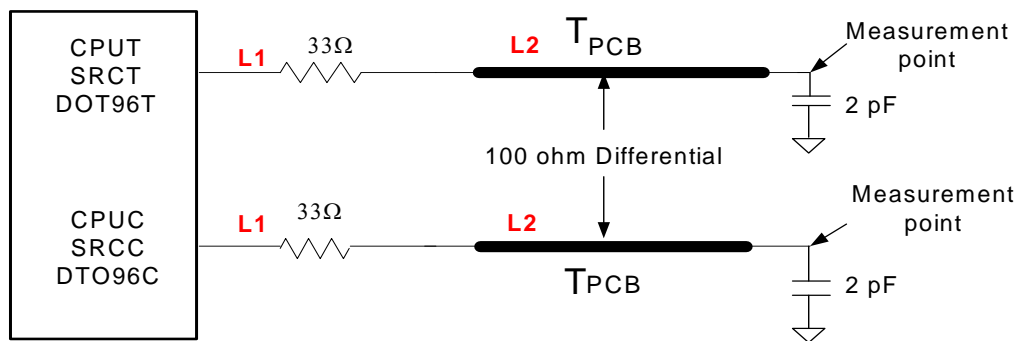 CPUT
SRCT
DOT96T
L1
33Ω
L2
TPCB
Measurement
point
2 pF
100 ohm Differential
CPUC
SRCC
DTO96C
L1
33Ω
L2
TPCB
Measurement
point
2 pF